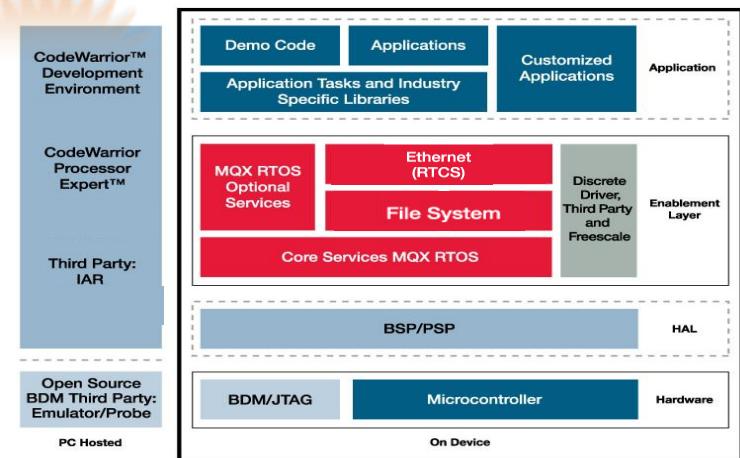 CodeWarrior™
Development
Environment
CodeWarrior
Processor
Expert™
Third Party:
IAR
Open Source
BDM Third Party:
Emulator/Probe
PC Hosted
Demo Code
Applications
Customized
Applications
Application Tasks and Industry
Specific Libraries
Application
MQX RTOS
Optional
Services
Ethernet
(RTCS)
File System
Core Services MQX RTOS
Discrete
Driver,
Third Party
and
Freescale
Enablement
Layer
BSP/PSP
HAL
BDM/JTAG
Microcontroller
Hardware
On Device